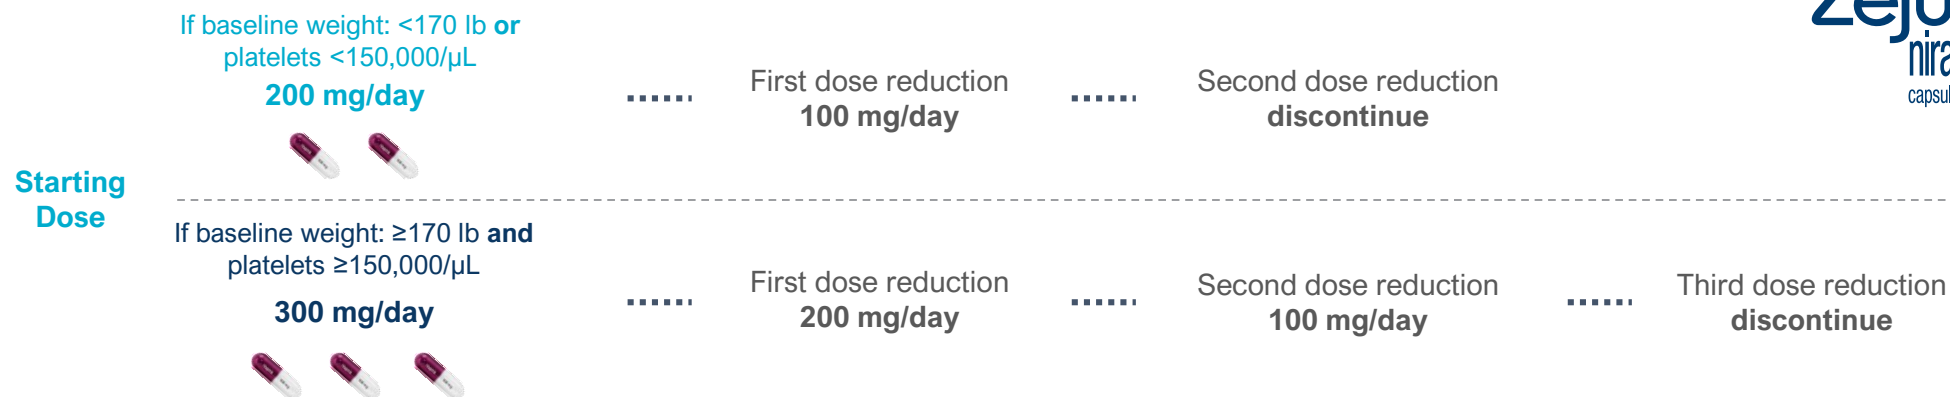 If baseline weight: <170 lb or
platelets <150,000/µL
200 mg/day
First dose reduction
100 mg/day
Second dose reduction
discontinue
Starting
Dose
If baseline weight: ≥170 lb and
platelets ≥150,000/µL
300 mg/day
First dose reduction
200 mg/day
Second dose reduction
100 mg/day
Third dose reduction
discontinue